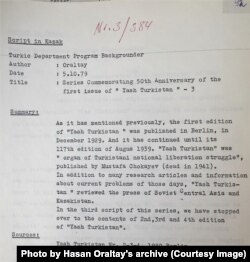 No. 3/S84
Script in Kazak
Turkic Department Program Backgrounder
Author : Oraltay
Date : 5.10.79
Title : Series Commemorating 50th Anniversary of the
first issue of " Yash Turkistan" - 3
Summary:
As it has mentioned previously, the first edition
of "Yash Turkistan" was published in Berlin, in
December 1929. And it has continued until its
117th edition of Augus 1939. "Yash Turkistan" was
"organ of Turkistani national liberation struggle",
published by Mustafa Chokayev (dead in 1941).
In addition to many research articles and information
about current problems of those days, "Yash Turkis-
tan" reviewed the press of Soviet Central Asia and
Kazakistan.
In the third script of this series, we have stopped
over to the contents of 2nd,3rd and 4th edition
of "Yash Turkistan".
Sources:
Photo by Hasan Oraltay's archive (Courtesy Image)